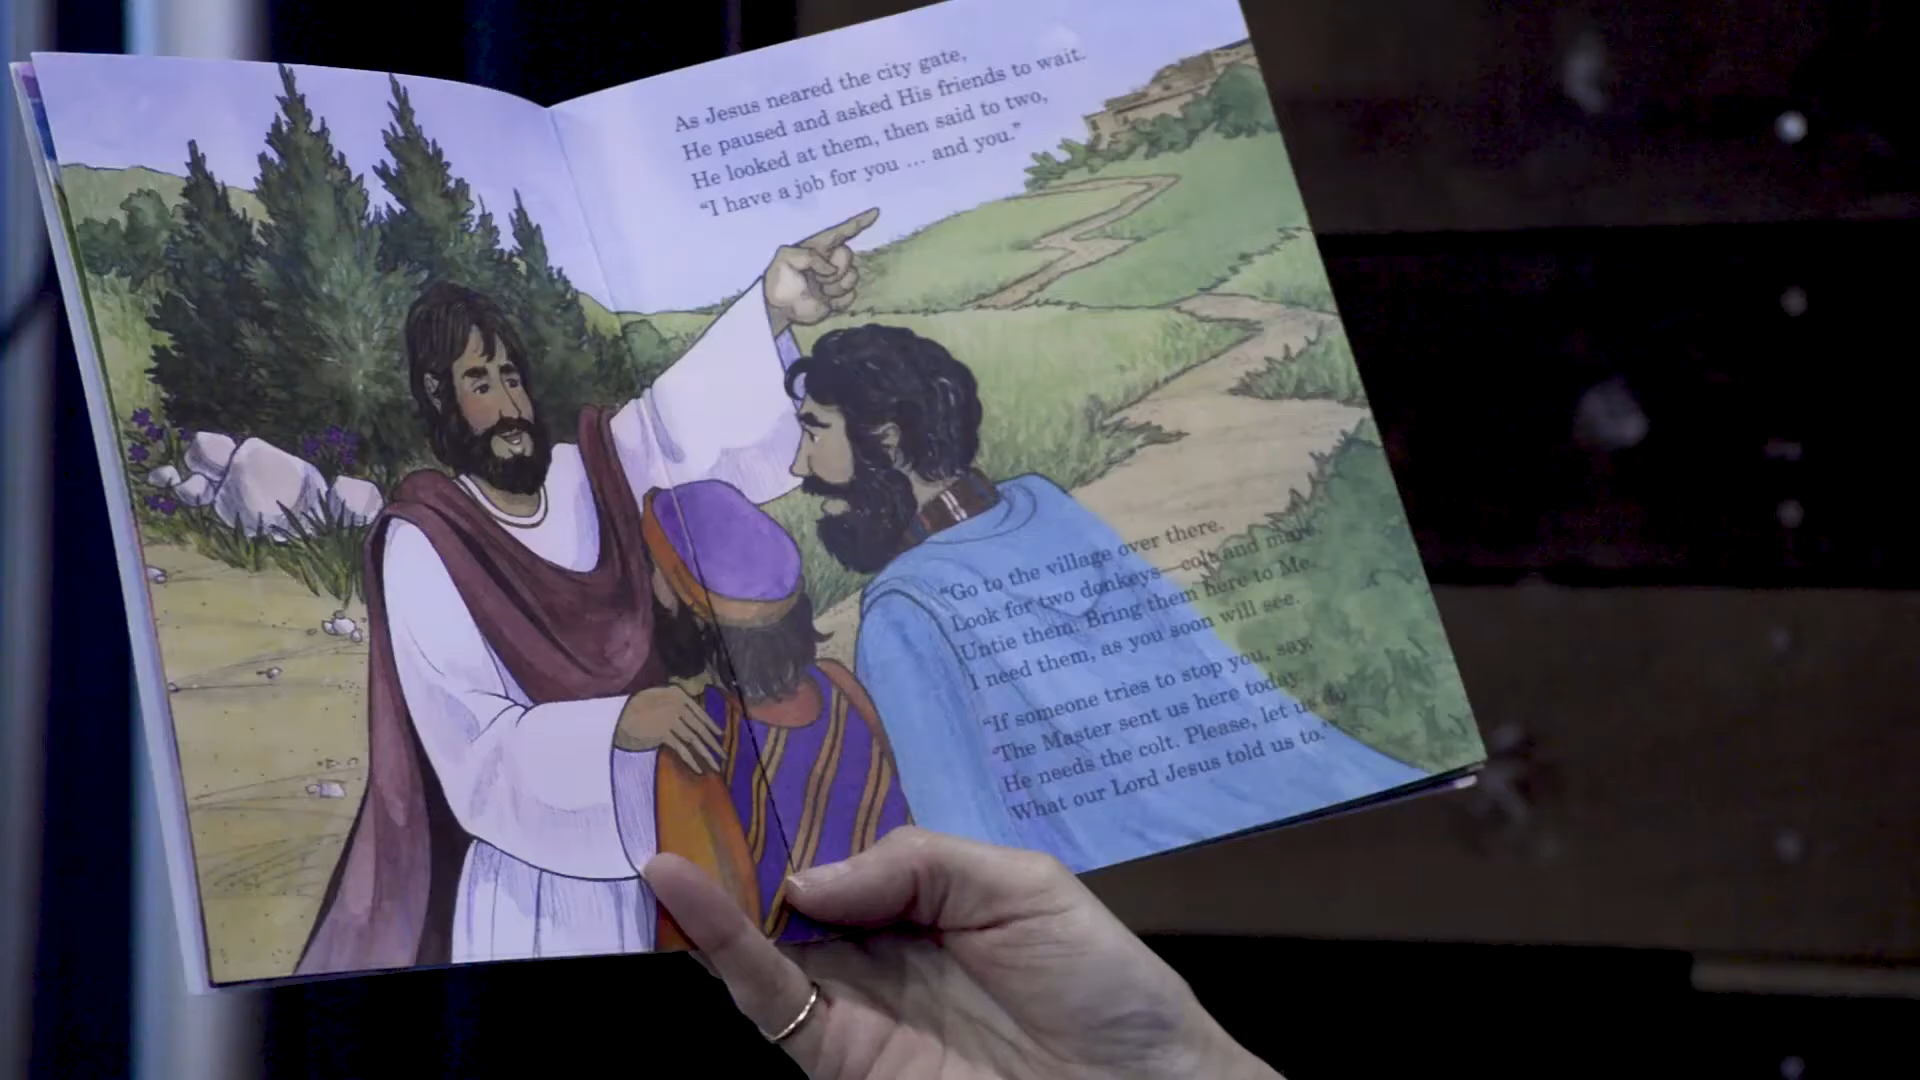 As Jesus neared the city gate,
He paused and asked His friends to wait.
He looked at them, then said to two,
“I have a job for you ... and you.”
“Go to the village over there.
Look for two donkeys—colt and mare.
Untie them. Bring them here to Me.
I need them, as you soon will see.
“If someone tries to stop you, say,
‘The Master sent us here today.
He needs the colt. Please, let us do
What our Lord Jesus told us to.’”